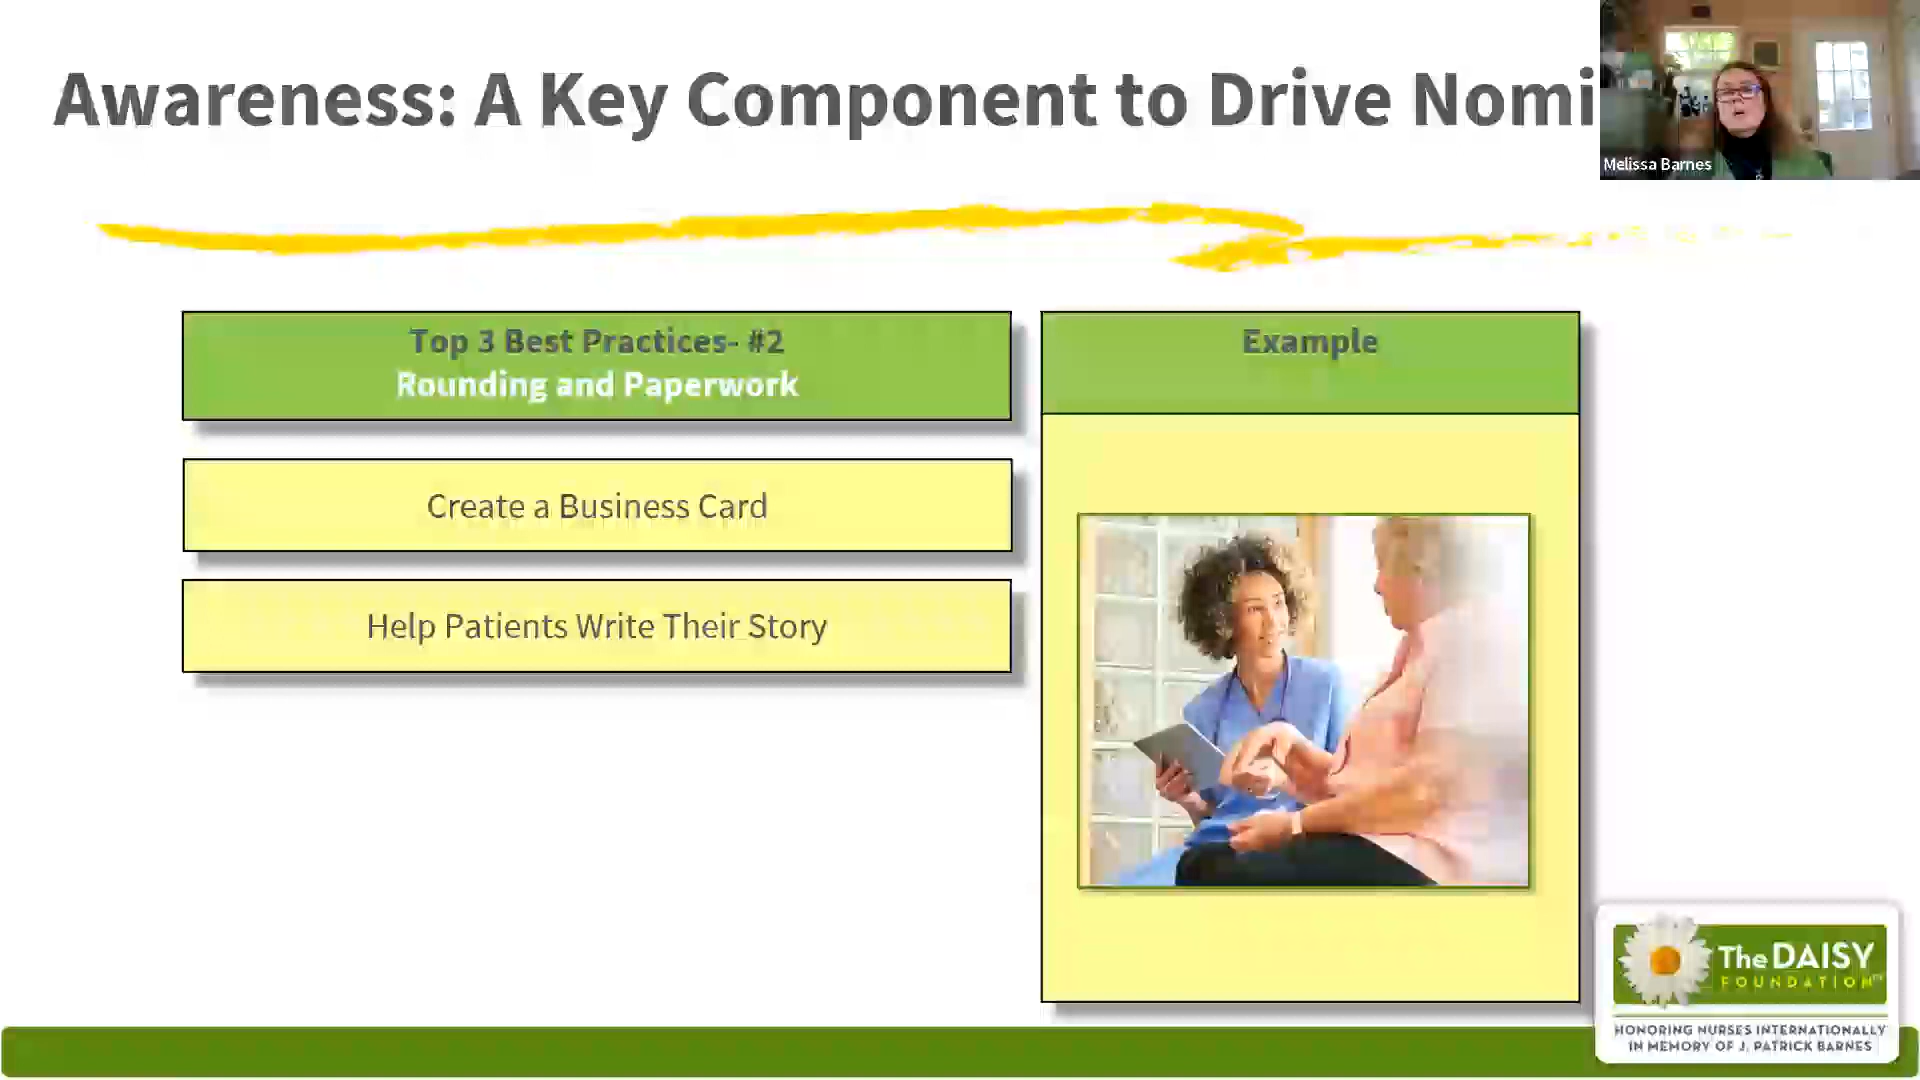 Awareness: A Key Component to Drive Nomi
Melissa Barnes
Top 3 Best Practices- #2
Rounding and Paperwork
Example
Create a Business Card
Help Patients Write Their Story
The DAISY
FOUNDATION™
HONORING NURSES INTERNATIONALLY
IN MEMORY OF J. PATRICK BARNES